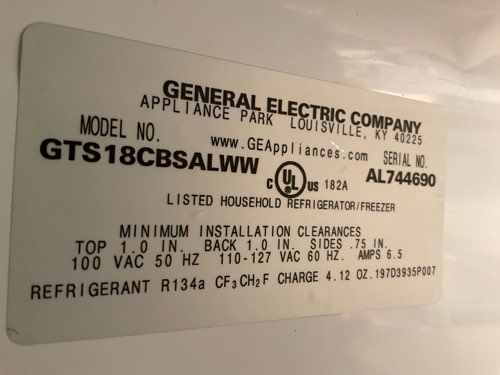 GENERAL ELECTRIC COMPANY
APPLIANCE PARK LOUISVILLE, KY 40225
MODEL NO. www.GEAppliances.com SERIAL NO.
GTS18CBSALWW c UL US 182A AL744690
LISTED HOUSEHOLD REFRIGERATOR/FREEZER
MINIMUM INSTALLATION CLEARANCES
TOP 1.0 IN. BACK 1.0 IN. SIDES .75 IN.
100 VAC 50 HZ 110-127 VAC 60 HZ. AMPS 6.5
REFRIGERANT R134a CF₃CH₂F CHARGE 4.12 OZ.197D3935P007